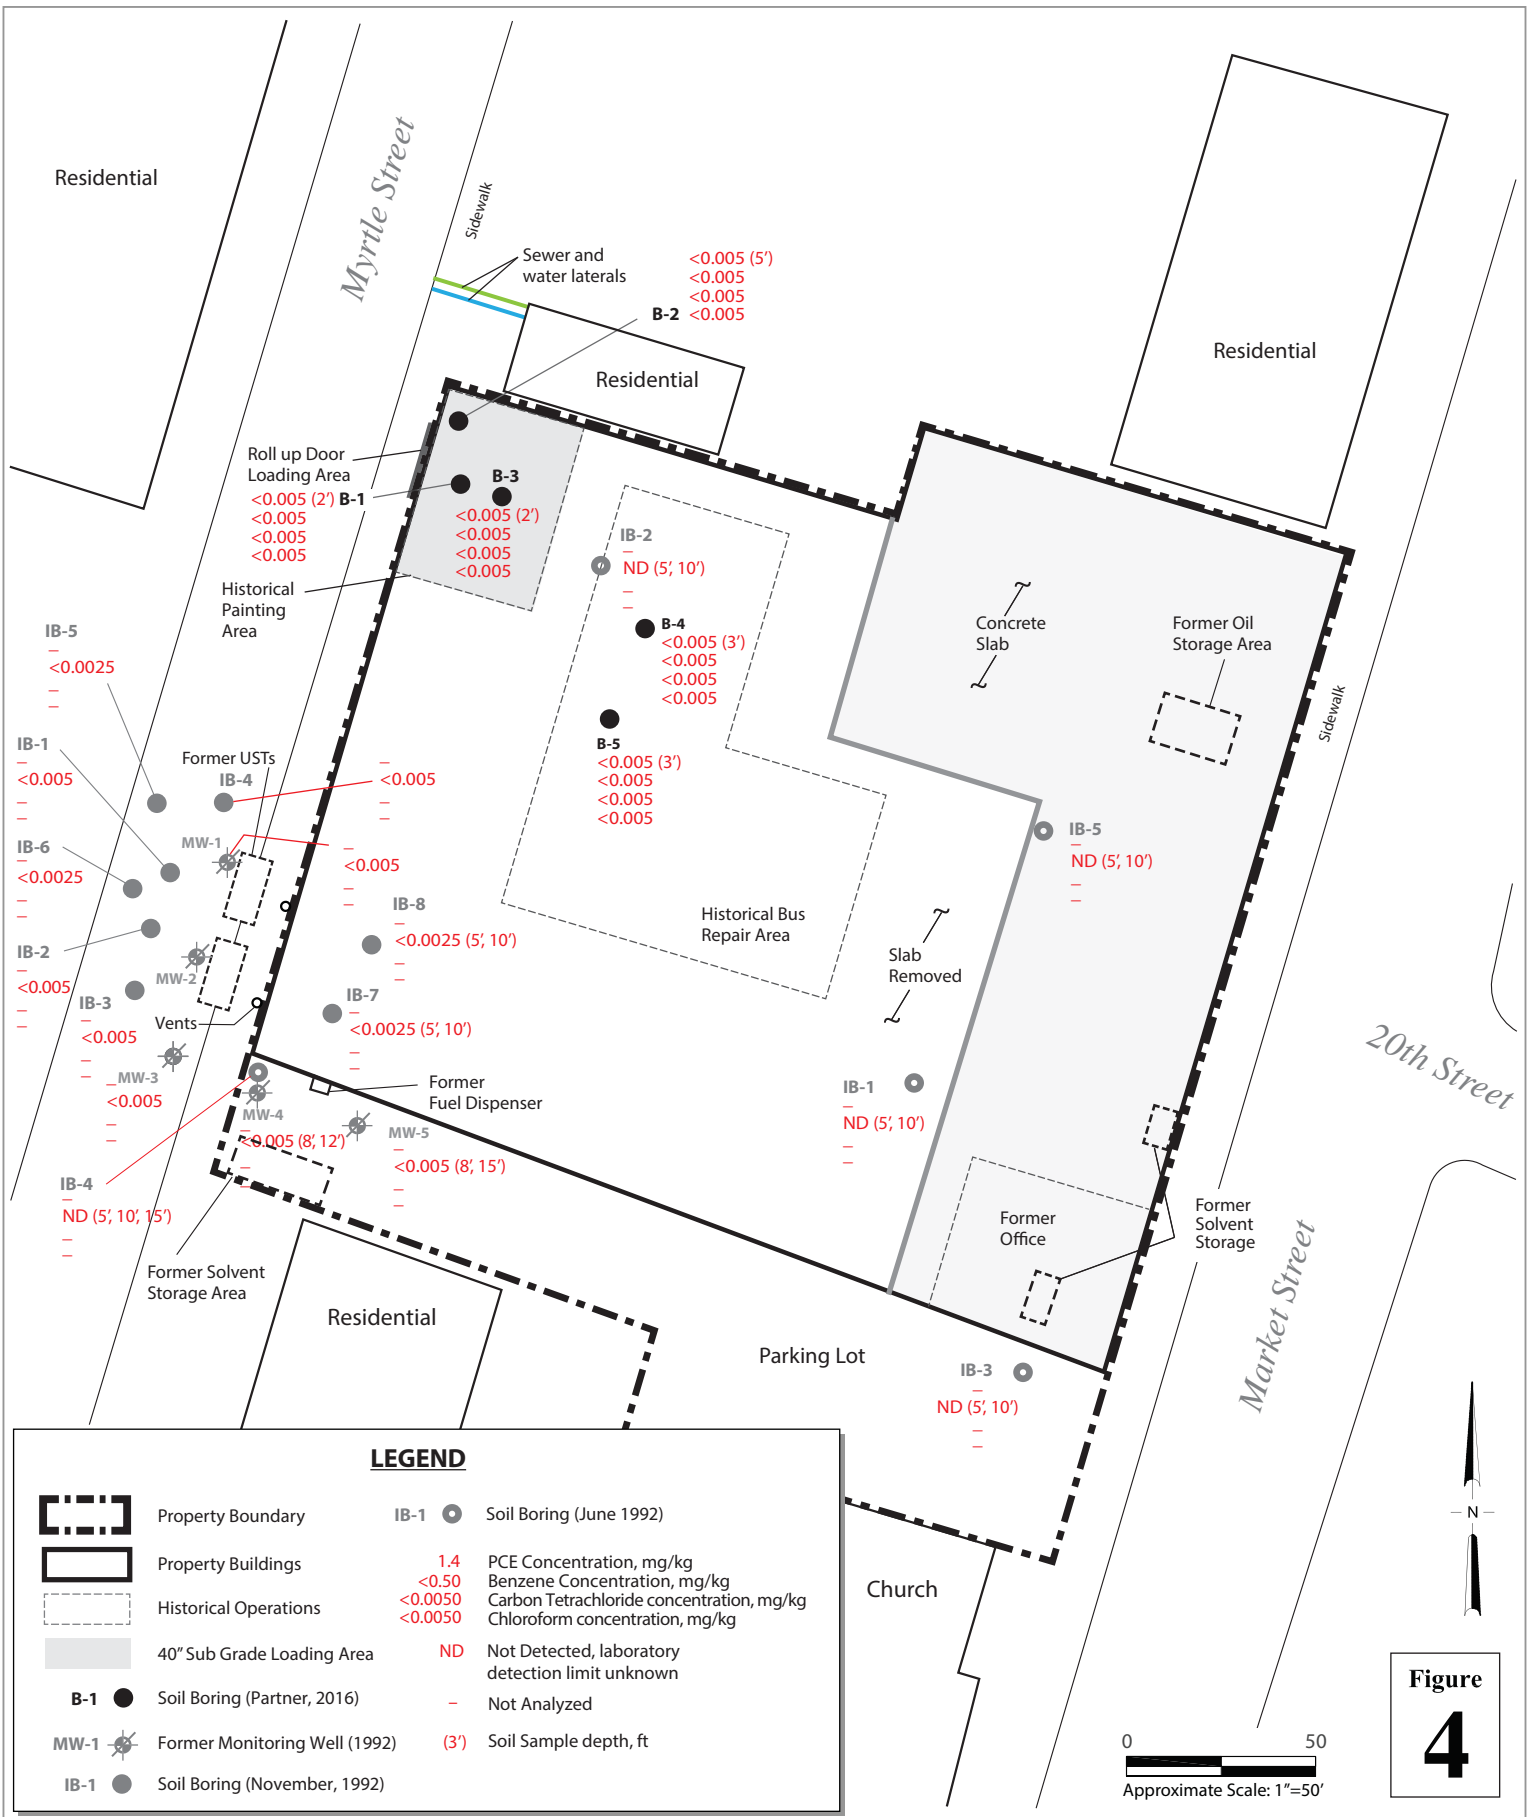 Residential
Myrtle Street
Sidewalk
Sewer and
water laterals
<0.005 (5’)
<0.005
<0.005
B-2 <0.005
Residential
Residential
Roll up Door
Loading Area
<0.005 (2’) B-1
<0.005
<0.005
<0.005
B-3
<0.005 (2’)
<0.005
<0.005
<0.005
Historical
Painting
Area
IB-2
–
ND (5’, 10’)
–
–
B-4
<0.005 (3’)
<0.005
<0.005
<0.005
B-5
<0.005 (3’)
<0.005
<0.005
<0.005
Concrete
Slab
Former Oil
Storage Area
Sidewalk
IB-5
–
<0.0025
–
–
IB-1
–
<0.005
–
–
Former USTs
IB-4
–
<0.005
–
–
MW-1
–
<0.005
–
–
IB-6
–
<0.0025
–
–
IB-2
–
<0.005
–
–
MW-2
IB-3
–
<0.005
–
–
Vents
MW-3
–
<0.005
–
–
IB-8
–
<0.0025 (5’, 10’)
–
–
IB-7
–
<0.0025 (5’, 10’)
–
–
Historical Bus
Repair Area
Slab
Removed
IB-5
–
ND (5’, 10’)
–
–
IB-1
–
ND (5’, 10’)
–
–
20th Street
Former
Fuel Dispenser
MW-4
–
<0.005 (8’, 12’)
–
–
MW-5
–
<0.005 (8’, 15’)
–
–
IB-4
–
ND (5’, 10’, 15’)
–
–
Former Solvent
Storage Area
Residential
Former
Office
Former
Solvent
Storage
Market Street
Parking Lot
IB-3
–
ND (5’, 10’)
–
–
Church
LEGEND
Property Boundary
Property Buildings
Historical Operations
40” Sub Grade Loading Area
B-1 Soil Boring (Partner, 2016)
MW-1 Former Monitoring Well (1992)
IB-1 Soil Boring (November, 1992)
IB-1 Soil Boring (June 1992)
1.4 PCE Concentration, mg/kg
<0.50 Benzene Concentration, mg/kg
<0.0050 Carbon Tetrachloride concentration, mg/kg
<0.0050 Chloroform concentration, mg/kg
ND Not Detected, laboratory
detection limit unknown
– Not Analyzed
(3’) Soil Sample depth, ft
N
0 50
Approximate Scale: 1”=50’
Figure
4